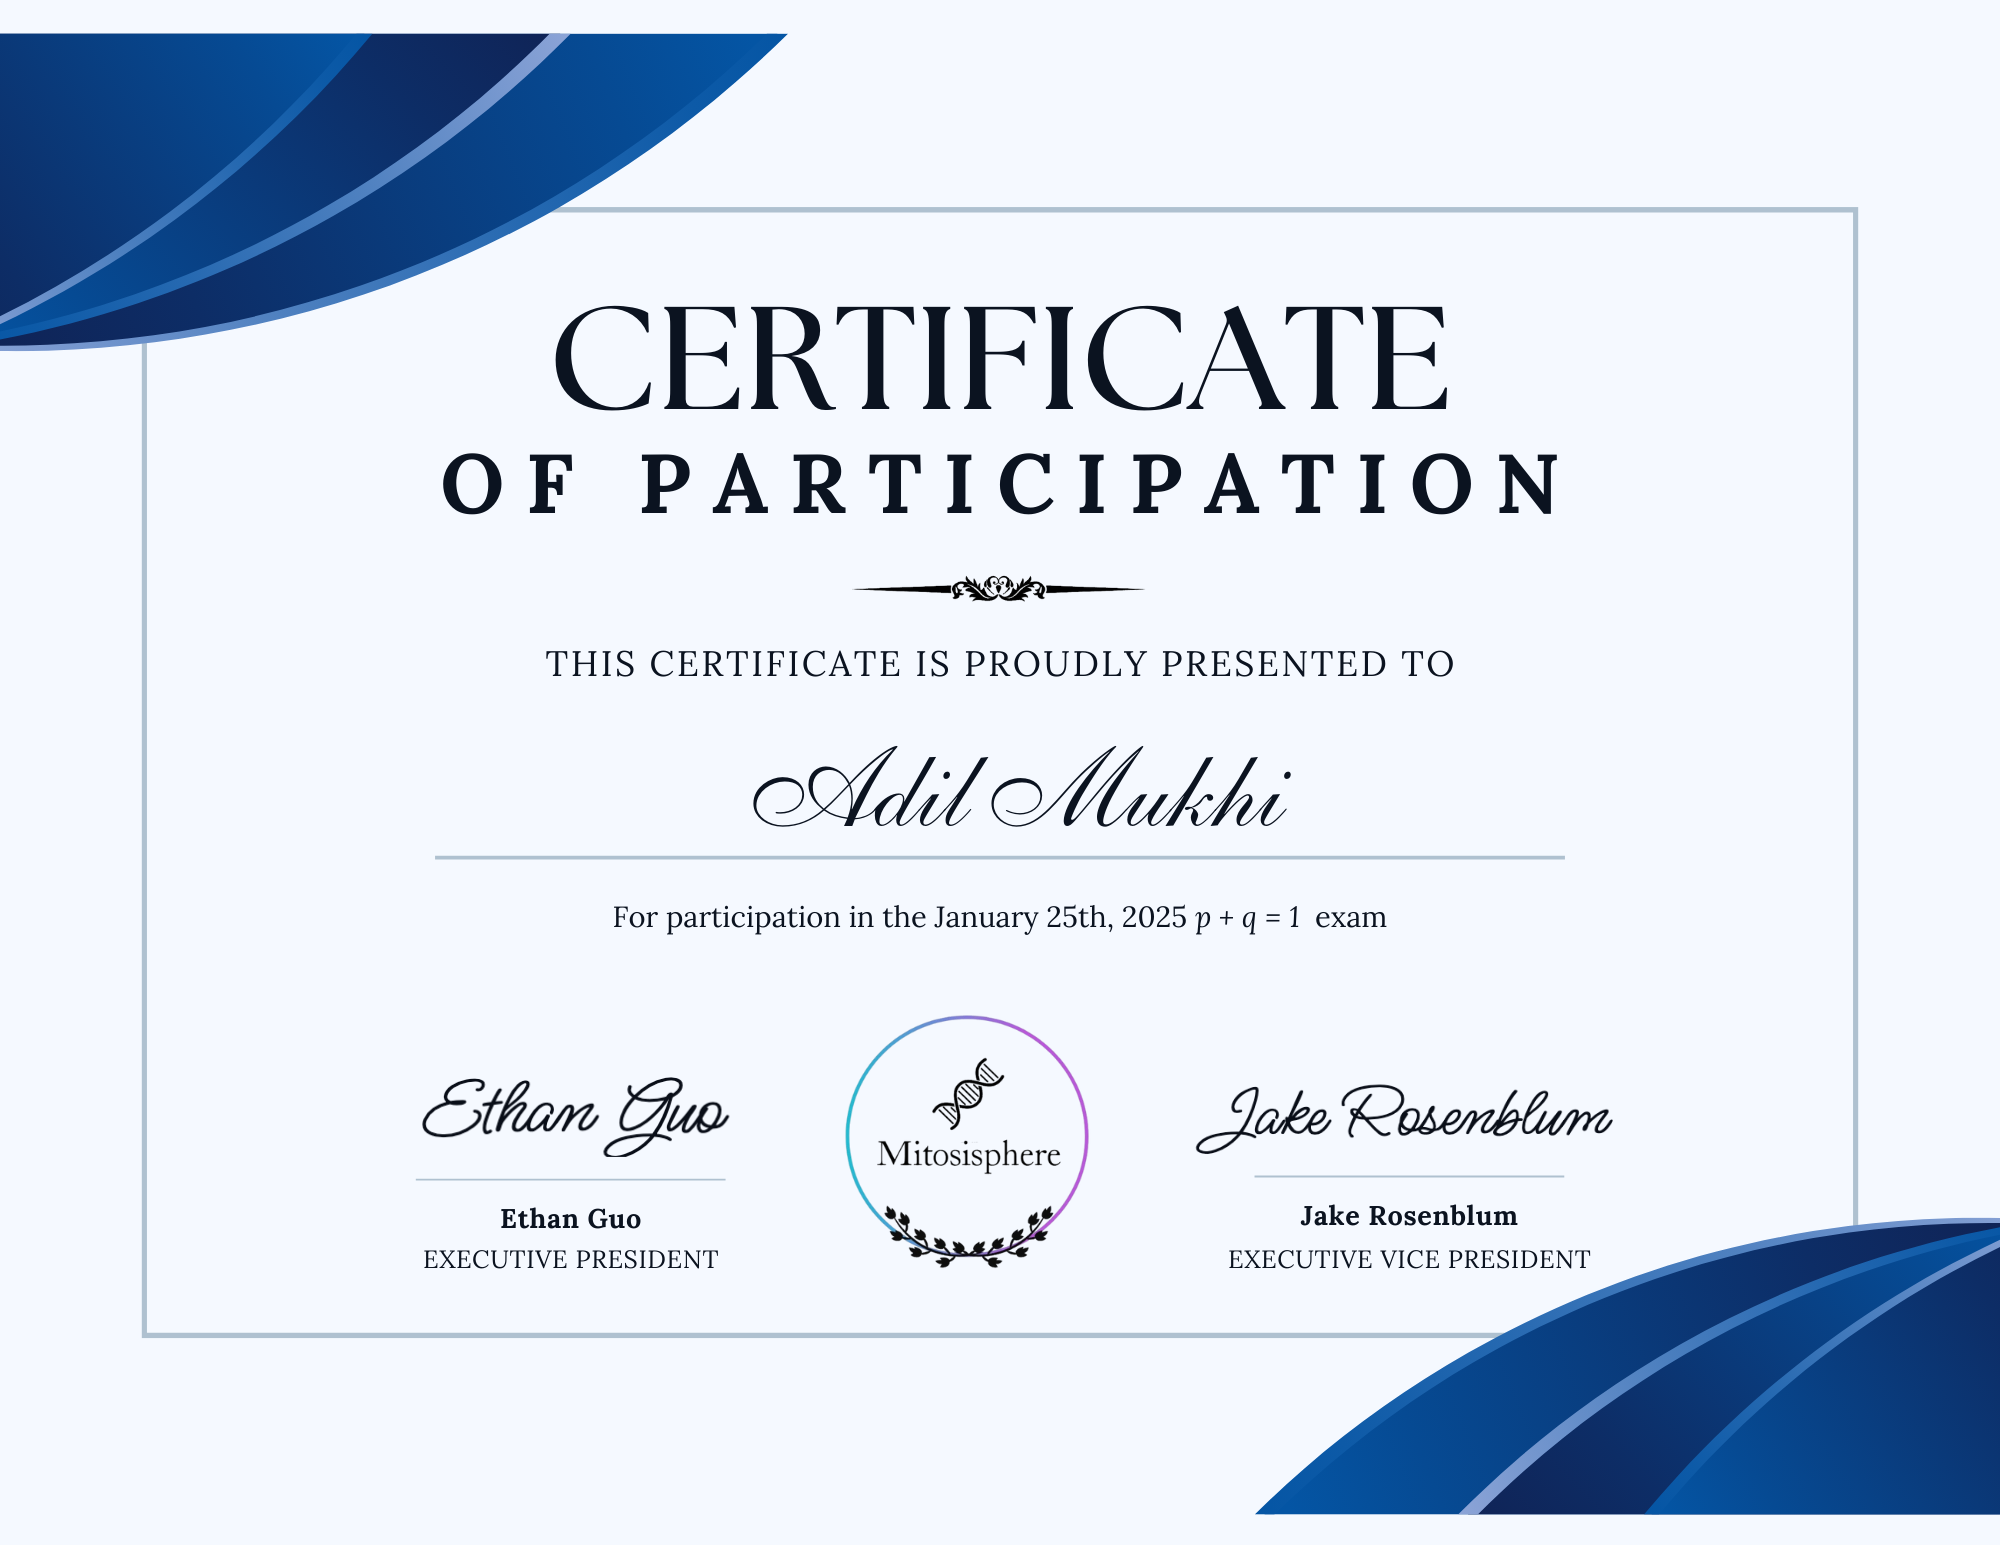 CERTIFICATE
OF PARTICIPATION
THIS CERTIFICATE IS PROUDLY PRESENTED TO
Adil Mukhi
For participation in the January 25th, 2025 p + q = 1 exam
Ethan Guo
Mitosisphere
Jake Rosenblum
Ethan Guo
EXECUTIVE PRESIDENT
Jake Rosenblum
EXECUTIVE VICE PRESIDENT